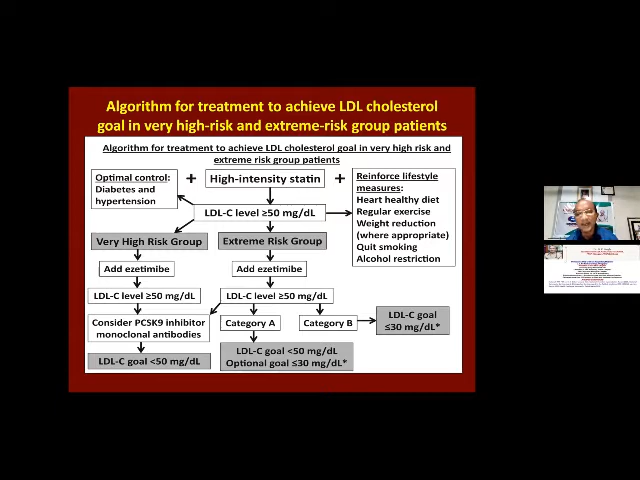 Algorithm for treatment to achieve LDL cholesterol
goal in very high-risk and extreme-risk group patients
Algorithm for treatment to achieve LDL cholesterol goal in very high risk and
extreme risk group patients
Optimal control:
Diabetes and
hypertension
+
High-intensity statin
+
Reinforce lifestyle
measures:
Heart healthy diet
Regular exercise
Weight reduction
(where appropriate)
Quit smoking
Alcohol restriction
LDL-C level ≥50 mg/dL
Very High Risk Group
Extreme Risk Group
Add ezetimibe
Add ezetimibe
LDL-C level ≥50 mg/dL
LDL-C level ≥50 mg/dL
Consider PCSK9 inhibitor
monoclonal antibodies
Category A
Category B
LDL-C goal
≤30 mg/dL*
LDL-C goal <50 mg/dL
LDL-C goal <50 mg/dL
Optional goal ≤30 mg/dL*